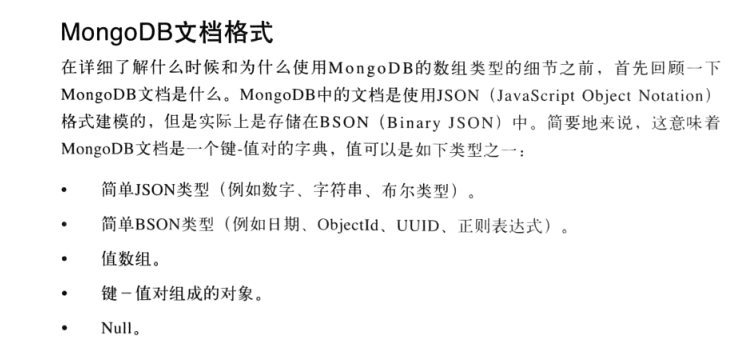 MongoDB文档格式
在详细了解什么时候和为什么使用MongoDB的数组类型的细节之前，首先回顾一下
MongoDB文档是什么。MongoDB中的文档是使用JSON（JavaScript Object Notation）
格式建模的，但是实际上是存储在BSON（Binary JSON）中。简要地来说，这意味着
MongoDB文档是一个键-值对的字典，值可以是如下类型之一：
• 简单JSON类型（例如数字、字符串、布尔类型）。
• 简单BSON类型（例如日期、ObjectId、UUID、正则表达式）。
• 值数组。
• 键－值对组成的对象。
• Null。